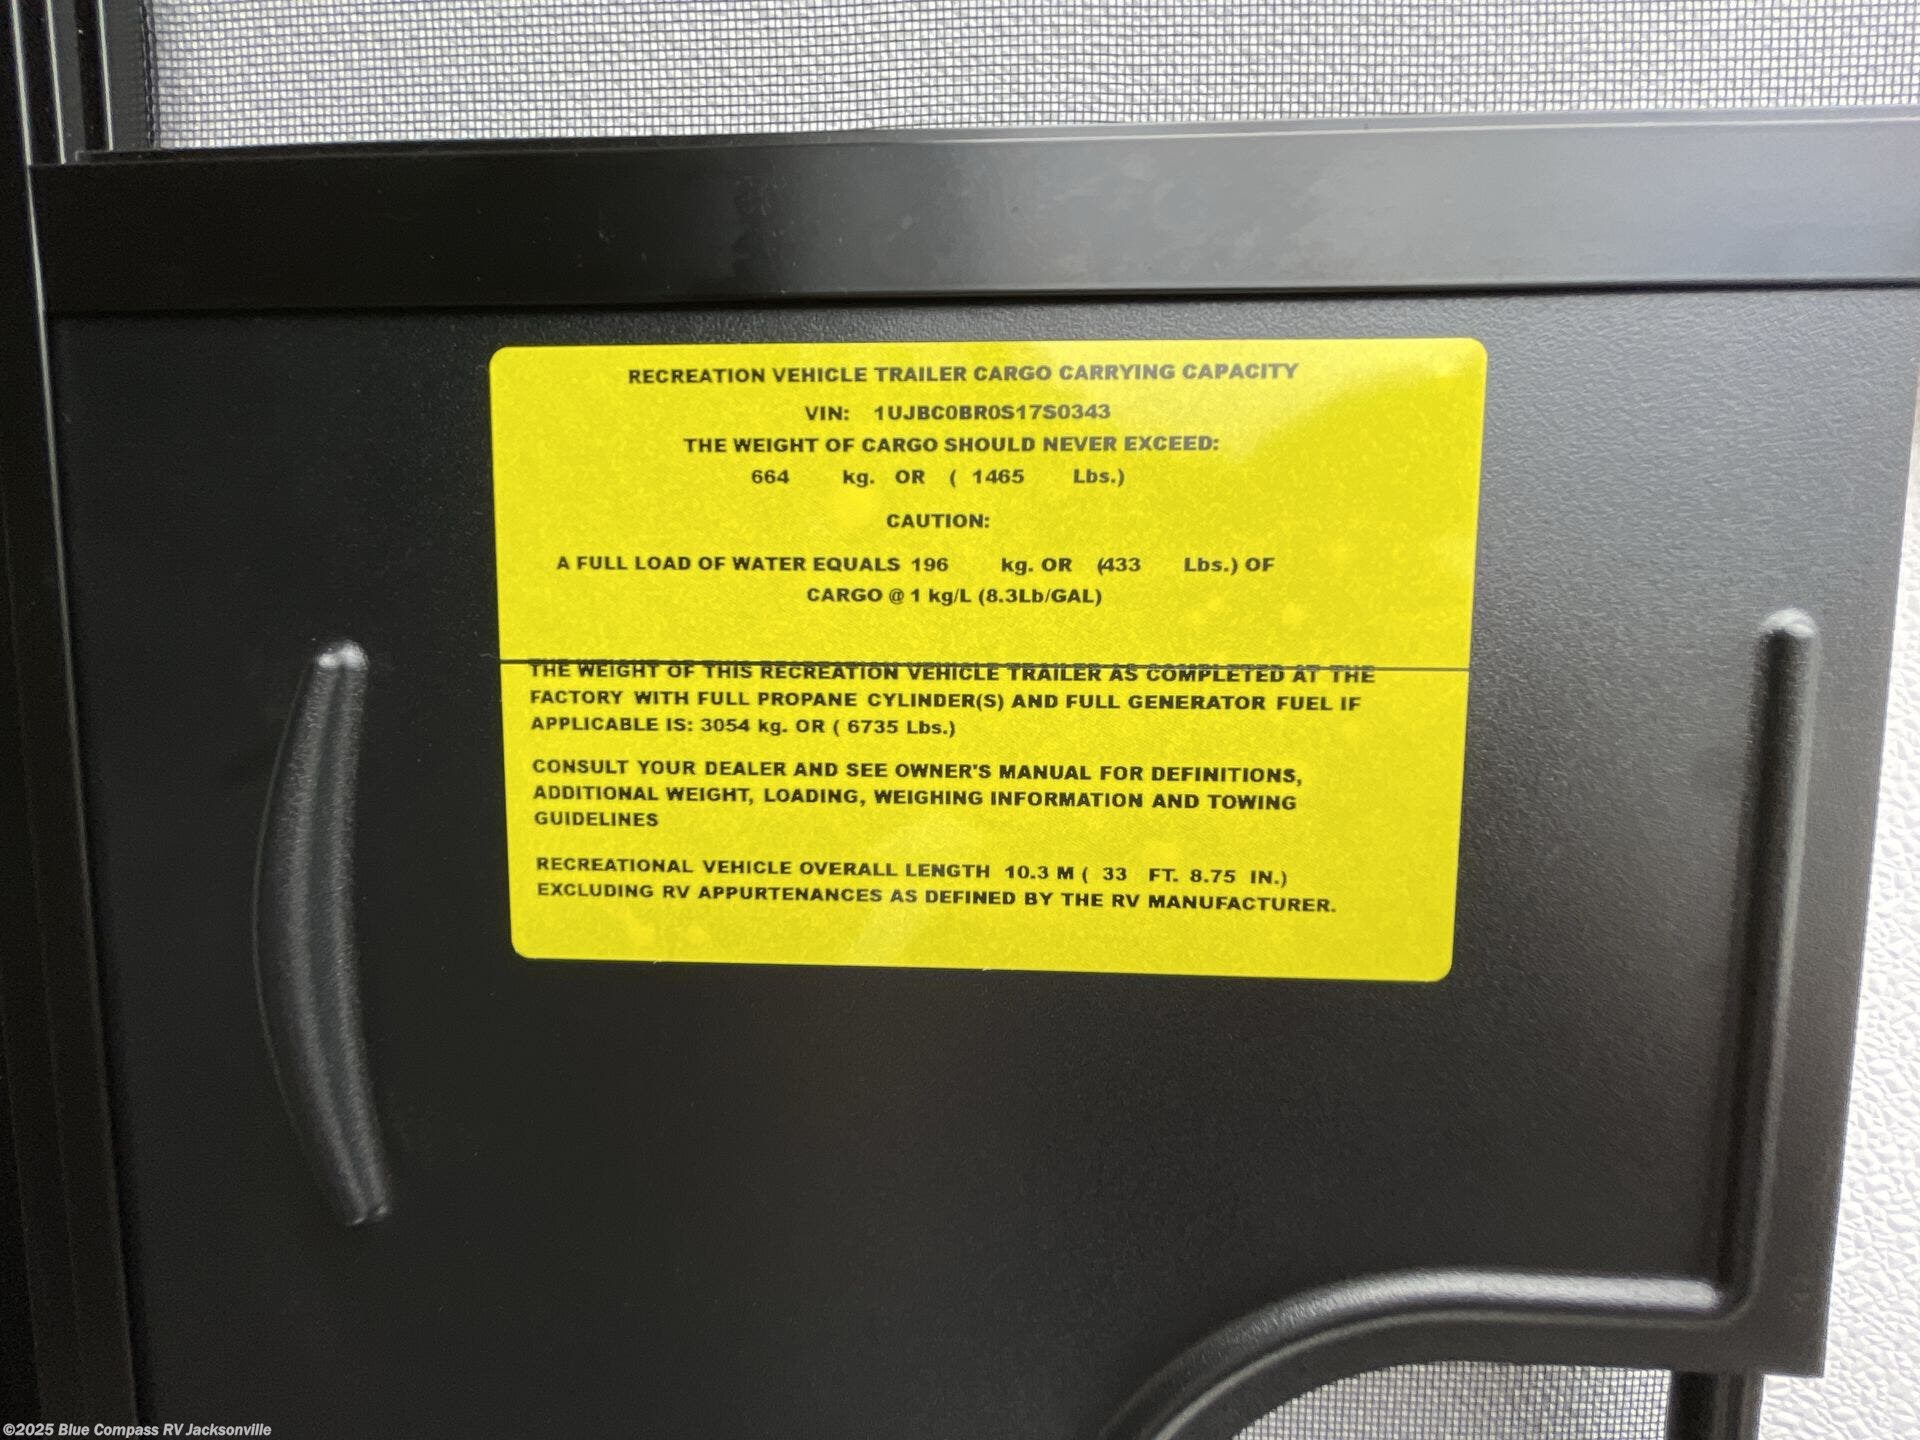 RECREATION VEHICLE TRAILER CARGO CARRYING CAPACITY
VIN: 1UJBC0BR0S17S0343
THE WEIGHT OF CARGO SHOULD NEVER EXCEED:
664 kg. OR ( 1465 Lbs.)
CAUTION:
A FULL LOAD OF WATER EQUALS 196 kg. OR (433 Lbs.) OF
CARGO @ 1 kg/L (8.3Lb/GAL)
THE WEIGHT OF THIS RECREATION VEHICLE TRAILER AS COMPLETED AT THE
FACTORY WITH FULL PROPANE CYLINDER(S) AND FULL GENERATOR FUEL IF
APPLICABLE IS: 3054 kg. OR ( 6735 Lbs.)
CONSULT YOUR DEALER AND SEE OWNER'S MANUAL FOR DEFINITIONS,
ADDITIONAL WEIGHT, LOADING, WEIGHING INFORMATION AND TOWING
GUIDELINES
RECREATIONAL VEHICLE OVERALL LENGTH 10.3 M ( 33 FT. 8.75 IN.)
EXCLUDING RV APPURTENANCES AS DEFINED BY THE RV MANUFACTURER.
©2025 Blue Compass RV Jacksonville